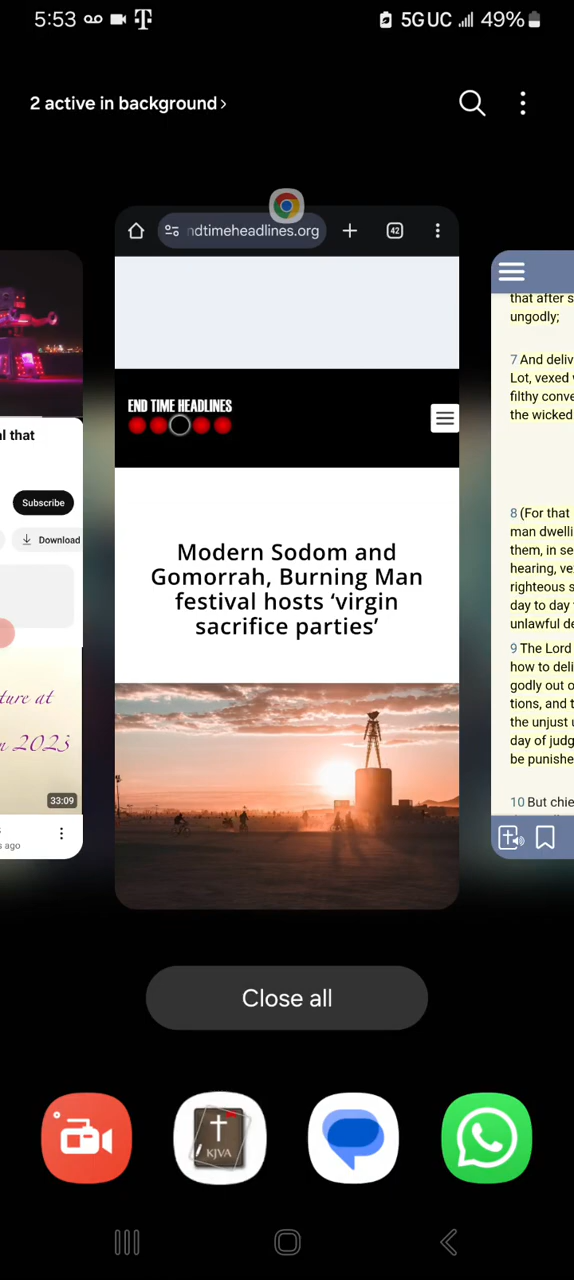 5:53
5G UC
49%
2 active in background ›
ndtimeheadlines.org
42
END TIME HEADLINES
Modern Sodom and
Gomorrah, Burning Man
festival hosts ‘virgin
sacrifice parties’
al that
Subscribe
Download
ture at
n 2023
33:09
s ago
that after s
ungodly;
7 And deliv
Lot, vexed
filthy conve
the wicked
8 (For that
man dwelli
them, in se
hearing, ve
righteous s
day to day
unlawful de
9 The Lord
how to deli
godly out o
tions, and t
the unjust u
day of judg
be punishe
10 But chie
Close all
KJVA